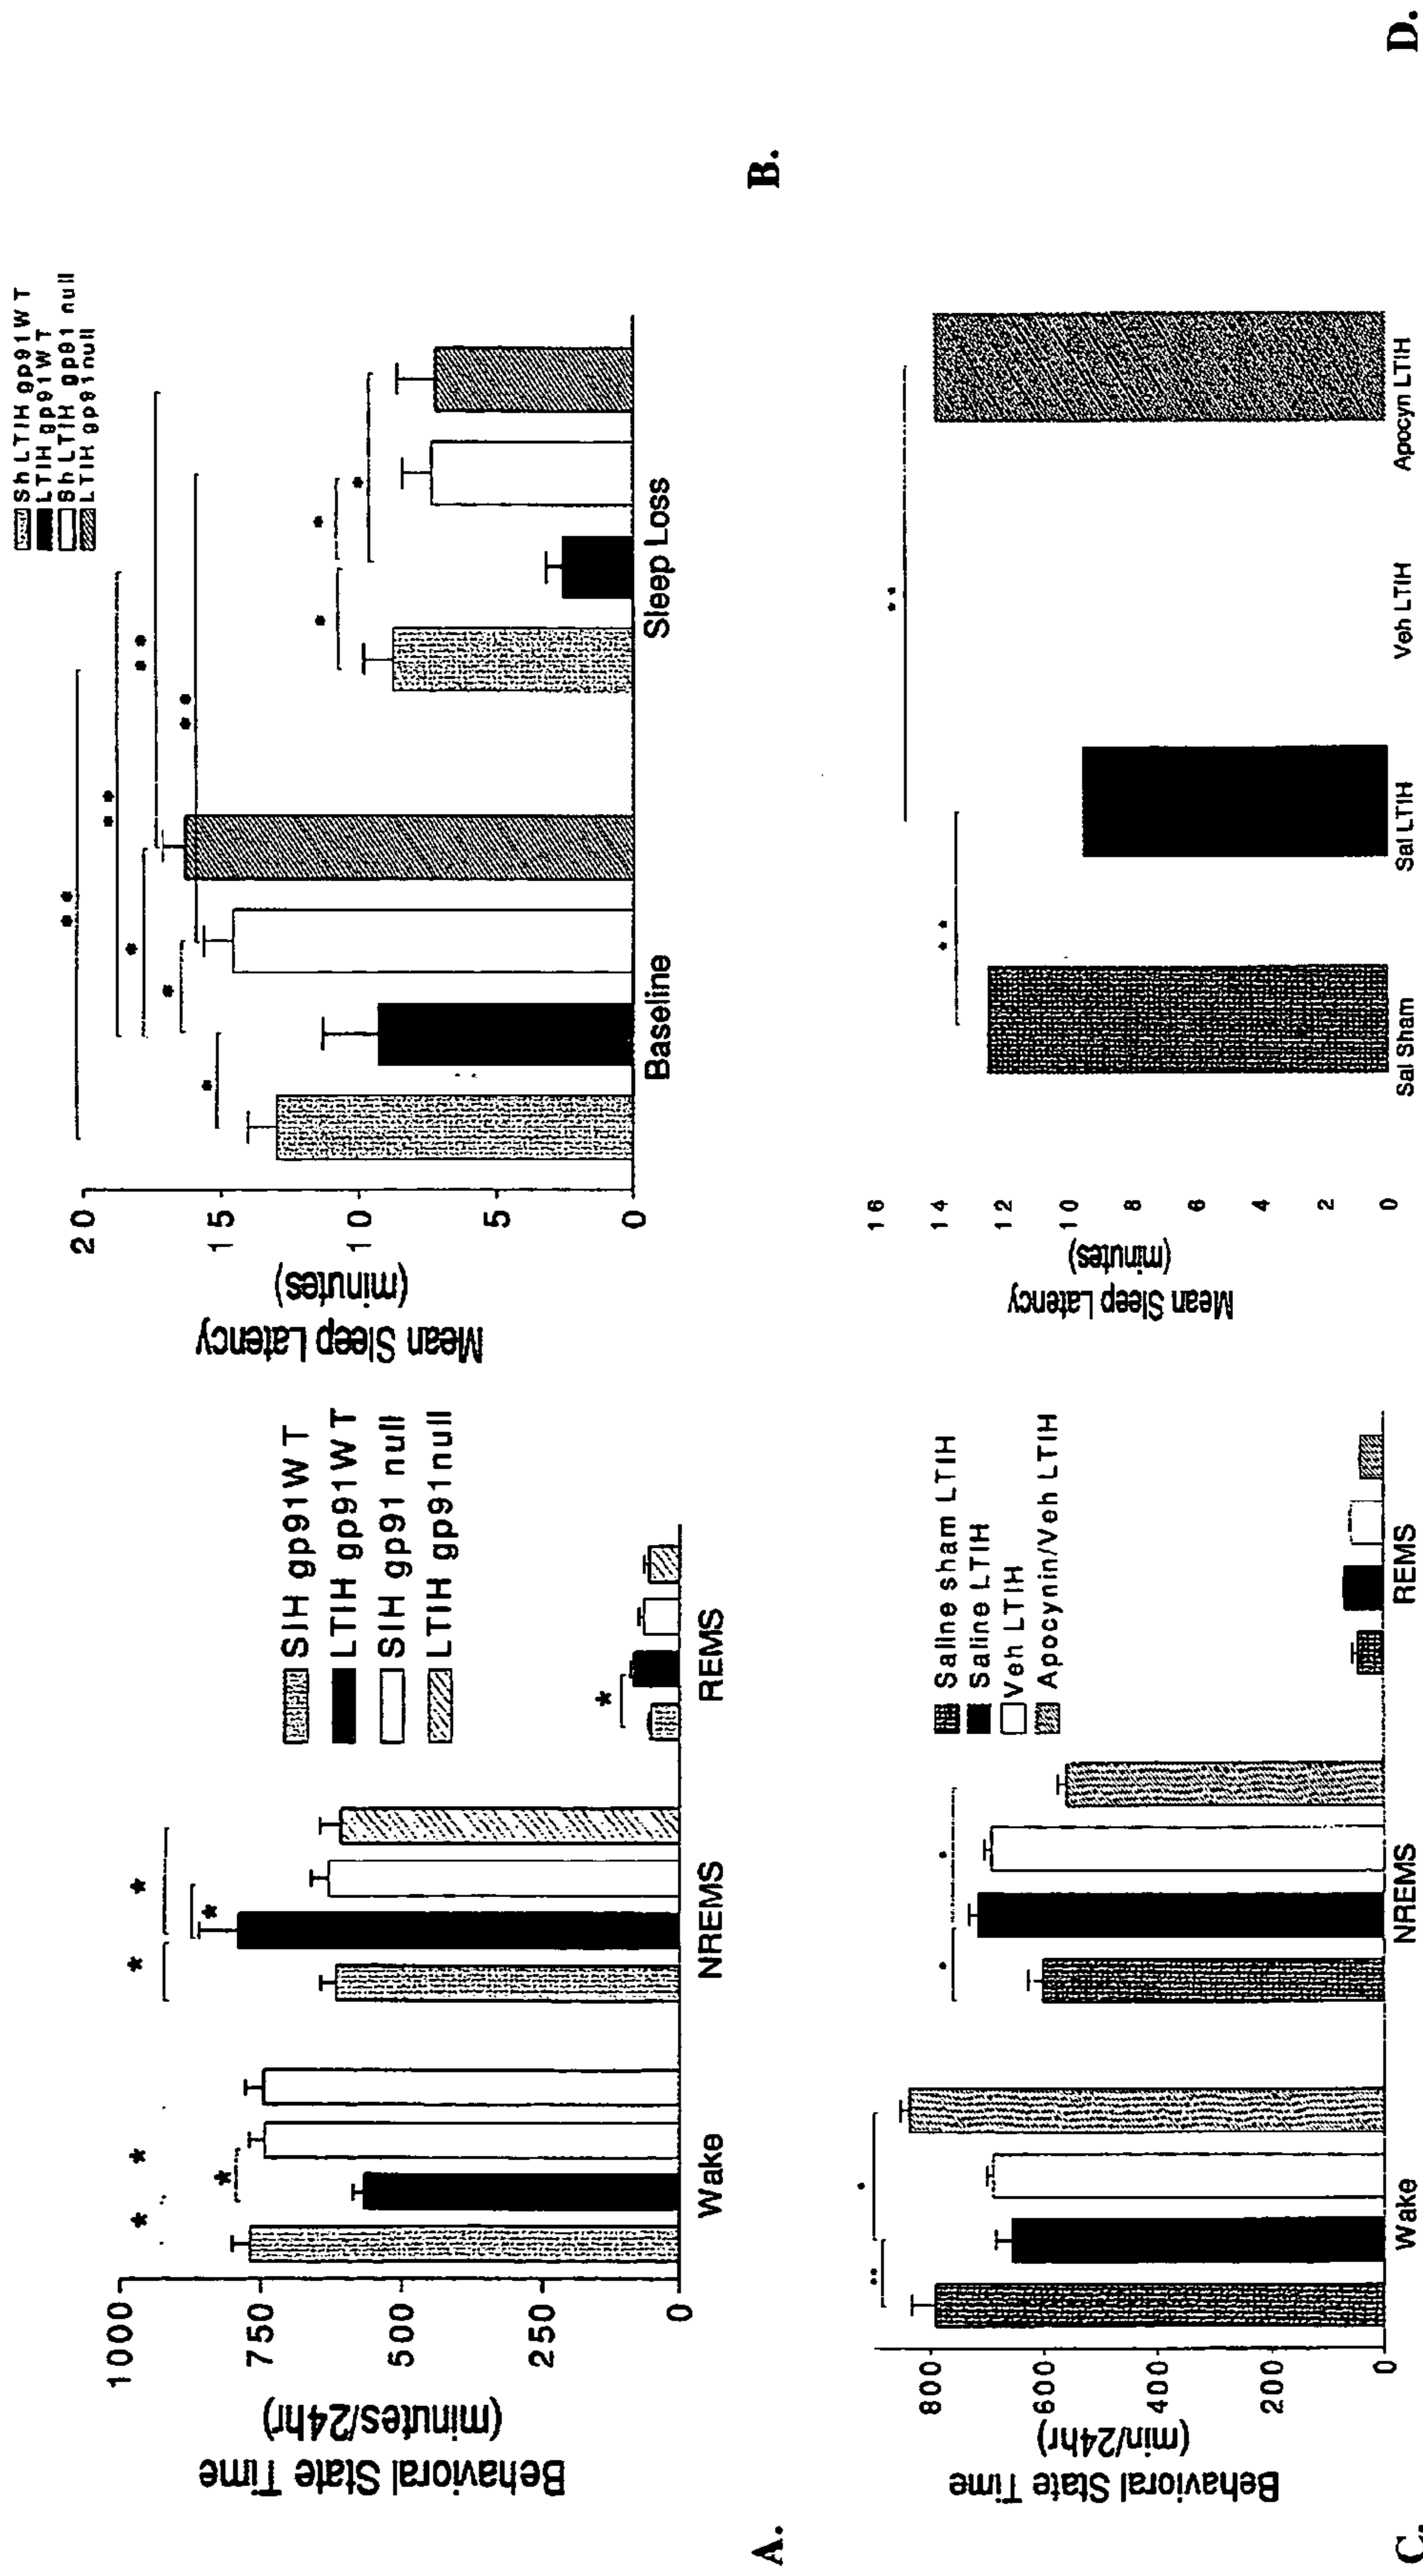 A.
Behavioral State Time
(minutes/24hr)
1000
750
500
250
0
Wake
NREMS
REMS
SIH gp91W T
LTIH gp91W T
SIH gp91 null
LTIH gp91null
* * *
* * *
*
B.
Mean Sleep Latency
(minutes)
20
15
10
5
0
Baseline
Sleep Loss
Sh LTIH gp91W T
LTIH gp91W T
Sh LTIH gp91 null
LTIH gp91null
* * *
** ** ** **
* * *
C.
Behavioral State Time
(min/24hr)
800
600
400
200
0
Wake
NREMS
REMS
Saline sham LTIH
Saline LTIH
Veh LTIH
Apocynin/Veh LTIH
** *
* *
D.
Mean Sleep Latency
(minutes)
16
14
12
10
8
6
4
2
0
Sal Sham
Sal LTIH
Veh LTIH
Apocyn LTIH
** **